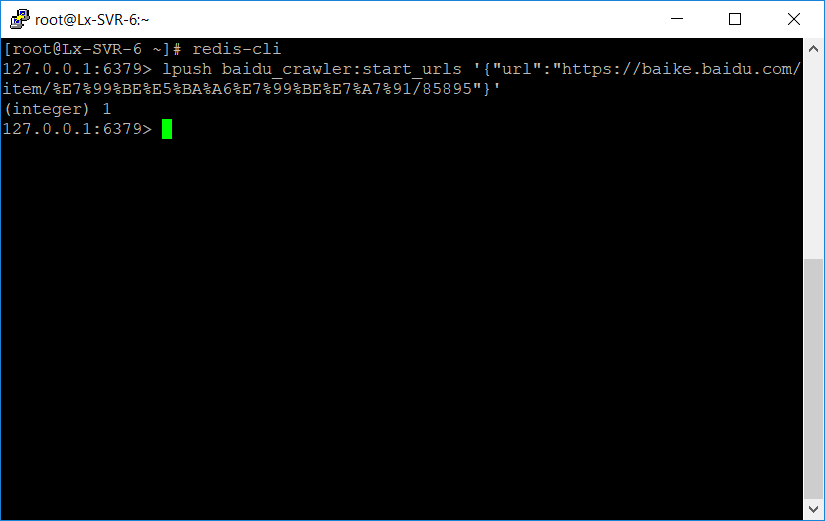 root@Lx-SVR-6:~
[root@Lx-SVR-6 ~]# redis-cli
127.0.0.1:6379> lpush baidu_crawler:start_urls '{"url":"https://baike.baidu.com/
item/%E7%99%BE%E5%BA%A6%E7%99%BE%E7%A7%91/85895"}'
(integer) 1
127.0.0.1:6379>